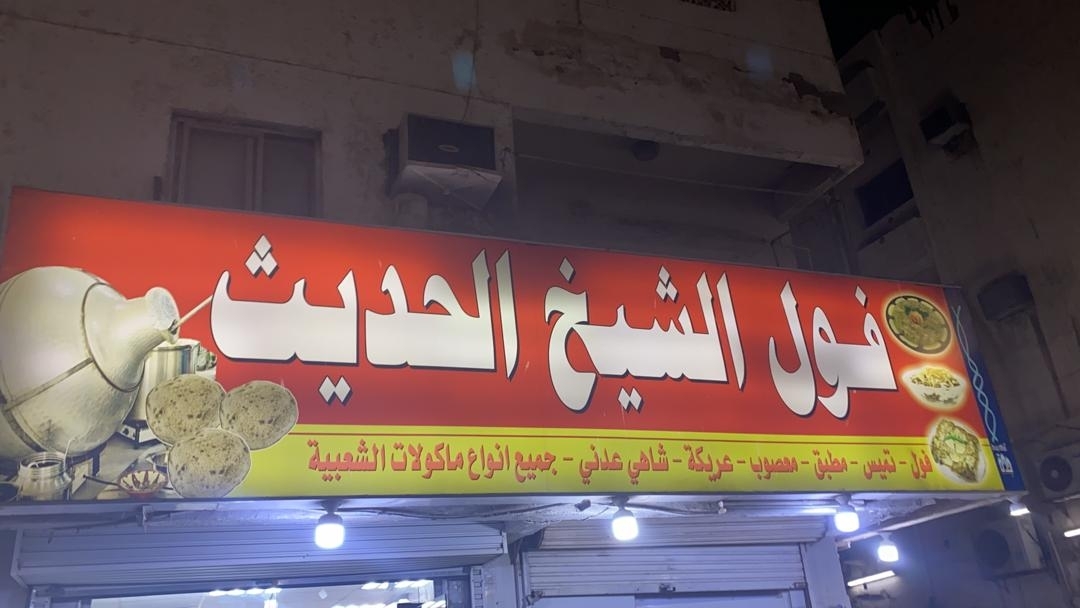 فول الشيخ الحديث
فول - تميس - مطبق - معصوب - عريكة - شاهي عدني - جميع انواع ماكولات الشعبية